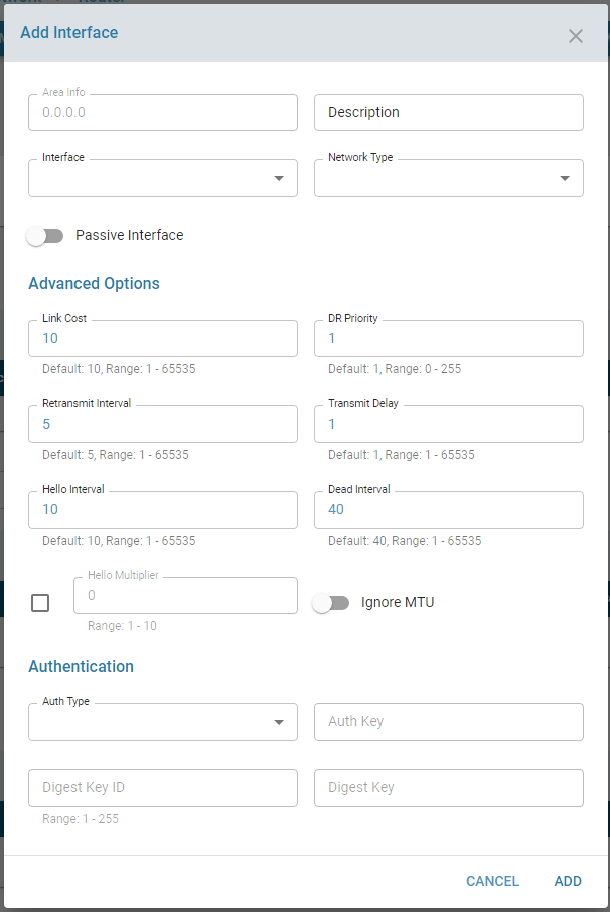 Add Interface
Area Info
0.0.0.0
Description
Interface
Network Type
Passive Interface
Advanced Options
Link Cost
10
Default: 10, Range: 1 - 65535
DR Priority
1
Default: 1, Range: 0 - 255
Retransmit Interval
5
Default: 5, Range: 1 - 65535
Transmit Delay
1
Default: 1, Range: 1 - 65535
Hello Interval
10
Default: 10, Range: 1 - 65535
Dead Interval
40
Default: 40, Range: 1 - 65535
Hello Multiplier
0
Range: 1 - 10
Ignore MTU
Authentication
Auth Type
Auth Key
Digest Key ID
Range: 1 - 255
Digest Key
CANCEL
ADD